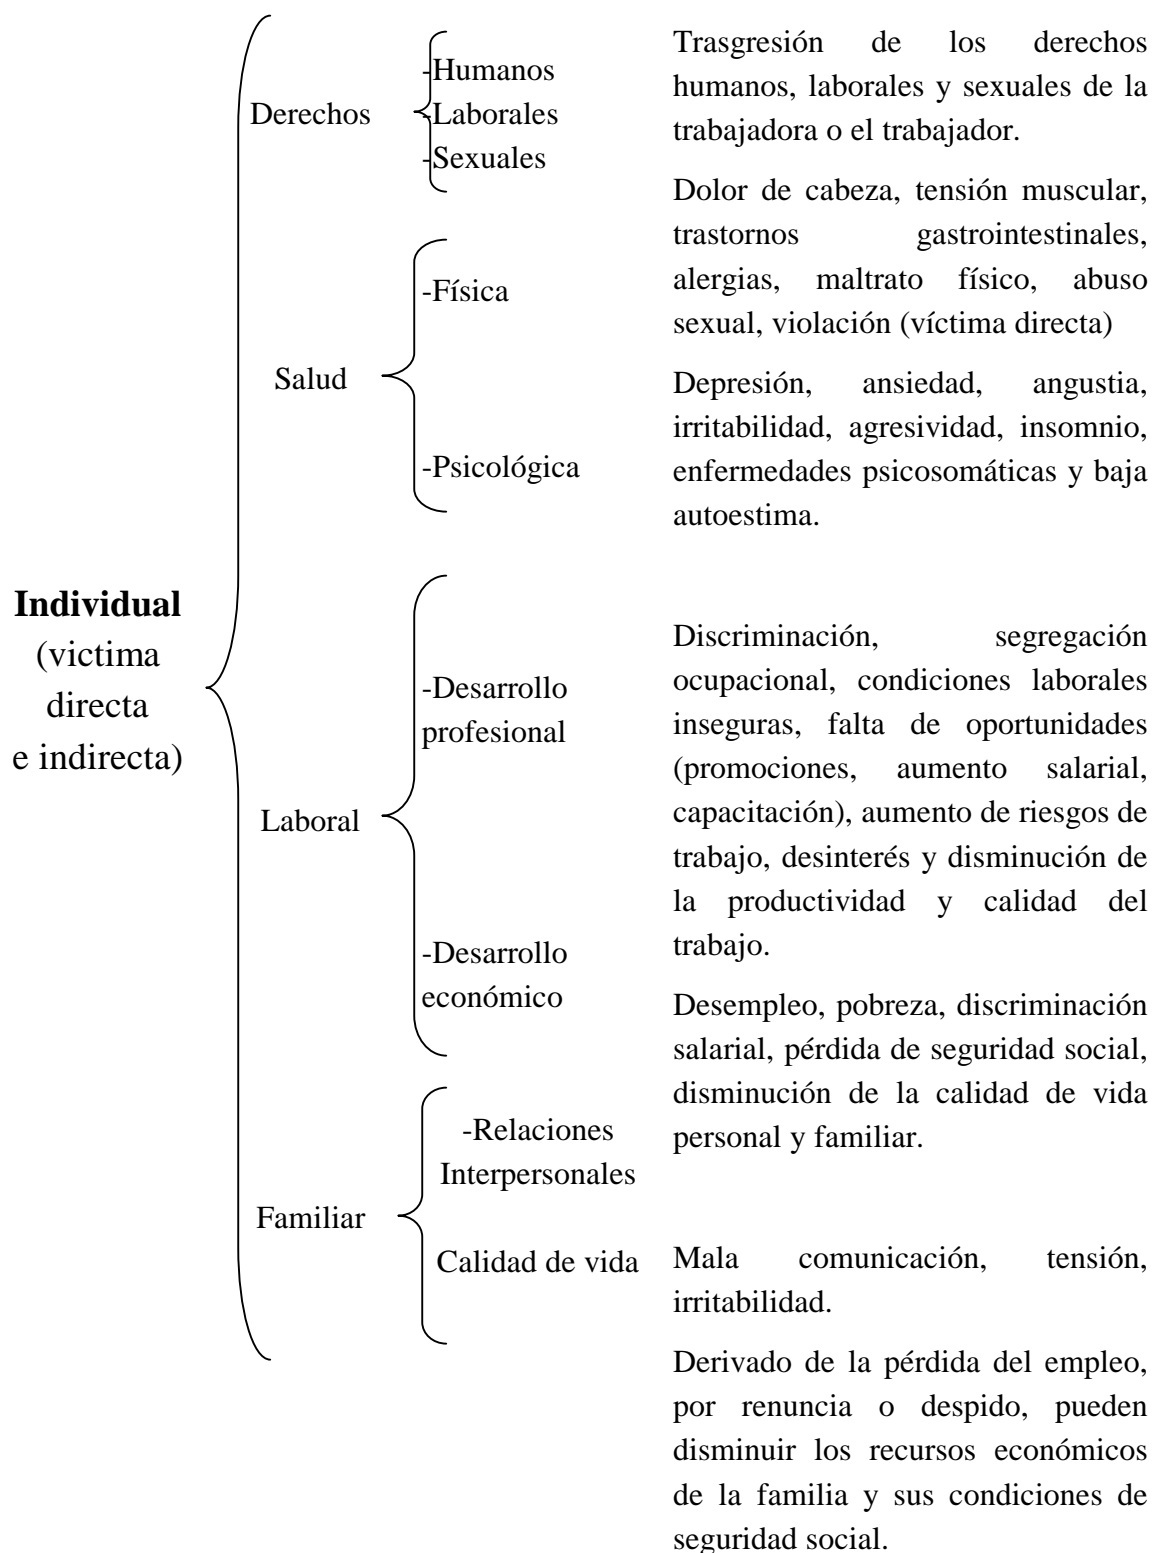 Derechos
-Humanos
-Laborales
-Sexuales
Trasgresión de los derechos
humanos, laborales y sexuales de la
trabajadora o el trabajador.
Salud
-Física
Dolor de cabeza, tensión muscular,
trastornos gastrointestinales,
alergias, maltrato físico, abuso
sexual, violación (víctima directa)
-Psicológica
Depresión, ansiedad, angustia,
irritabilidad, agresividad, insomnio,
enfermedades psicosomáticas y baja
autoestima.
Individual
(victima
directa
e indirecta)
Laboral
-Desarrollo
profesional
Discriminación, segregación
ocupacional, condiciones laborales
inseguras, falta de oportunidades
(promociones, aumento salarial,
capacitación), aumento de riesgos de
trabajo, desinterés y disminución de
la productividad y calidad del
trabajo.
-Desarrollo
económico
Desempleo, pobreza, discriminación
salarial, pérdida de seguridad social,
disminución de la calidad de vida
personal y familiar.
Familiar
-Relaciones
Interpersonales
Calidad de vida
Mala comunicación, tensión,
irritabilidad.
Derivado de la pérdida del empleo,
por renuncia o despido, pueden
disminuir los recursos económicos
de la familia y sus condiciones de
seguridad social.